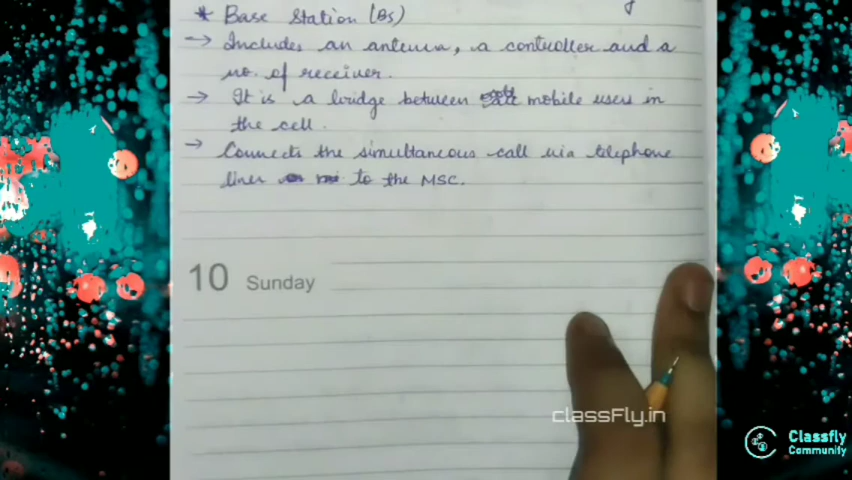 * Base Station (BS)
→ Includes an antenna, a controller and a
no. of receiver.
→ It is a bridge between mobile users in
the cell.
→ Connects the simultaneous call via telephone
lines to the MSC.
10 Sunday
classFly.in
Classfly
Community